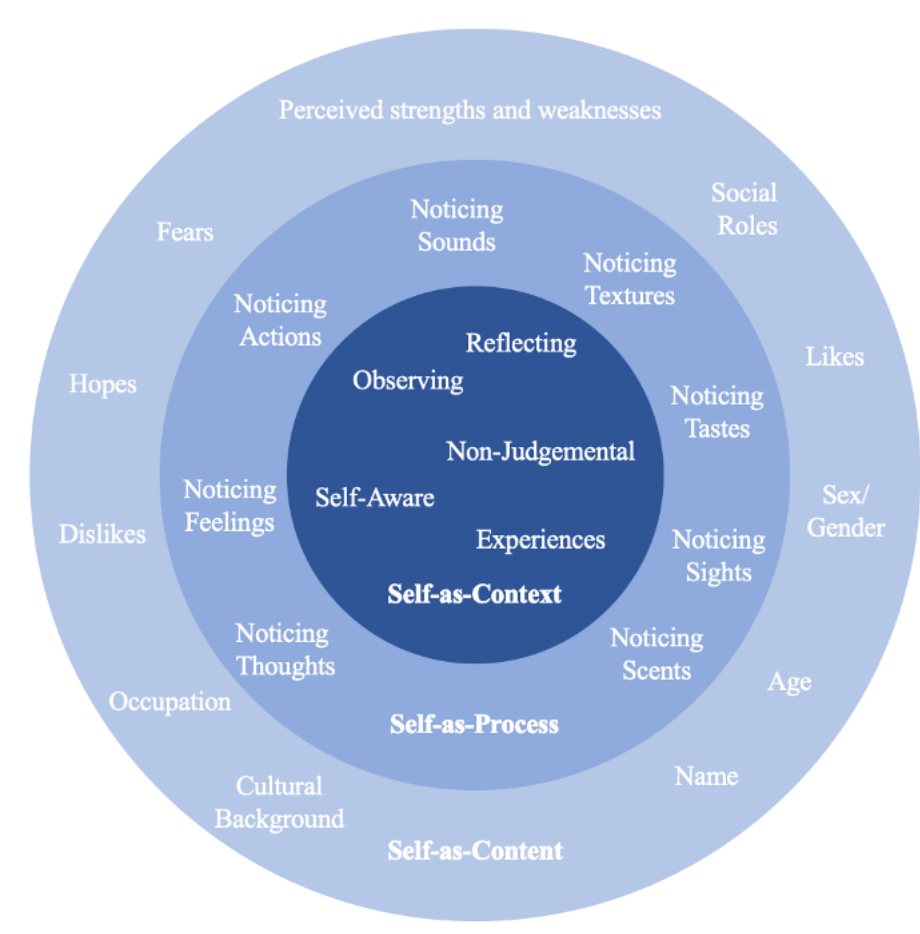 Perceived strengths and weaknesses
Social
Roles
Fears
Noticing
Sounds
Noticing
Textures
Noticing
Actions
Reflecting
Likes
Observing
Hopes
Noticing
Tastes
Non-Judgemental
Noticing
Feelings
Self-Aware
Sex/
Gender
Dislikes
Experiences
Noticing
Sights
Self-as-Context
Noticing
Thoughts
Noticing
Scents
Age
Occupation
Self-as-Process
Name
Cultural
Background
Self-as-Content